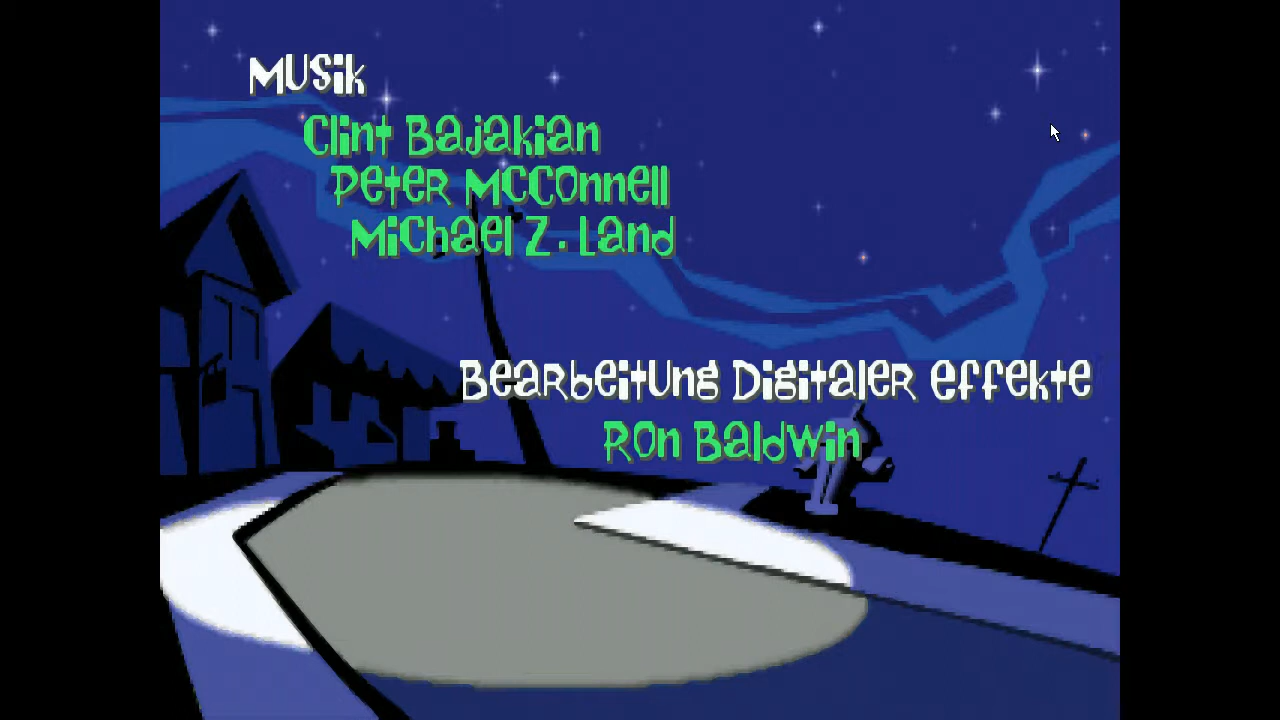 Musik
Clint Bajakian
Peter McConnell
Michael Z. Land
Bearbeitung Digitaler Effekte
Ron Baldwin